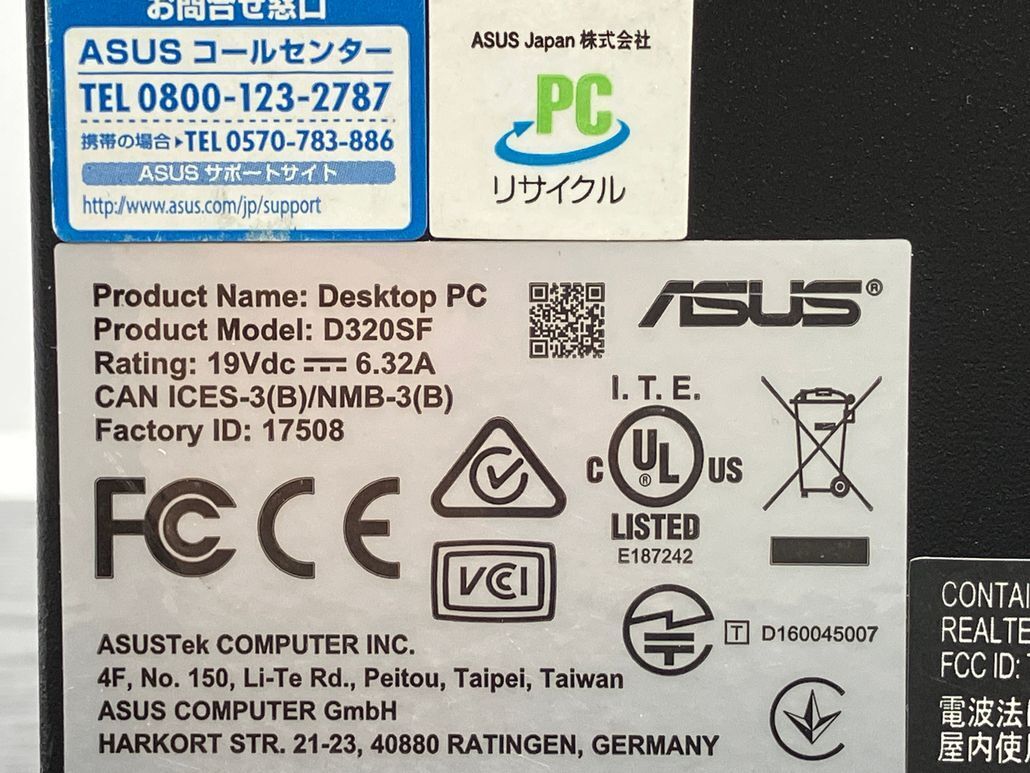 お問合せ窓口
ASUS コールセンター
TEL 0800-123-2787
携帯の場合▶TEL 0570-783-886
ASUS サポートサイト
http://www.asus.com/jp/support
ASUS Japan 株式会社
PC
リサイクル
Product Name: Desktop PC
Product Model: D320SF
Rating: 19Vdc ⎓ 6.32A
CAN ICES-3(B)/NMB-3(B)
Factory ID: 17508
ASUS®
I. T. E.
C UL® US
LISTED
E187242
FC CE
VCI
T D160045007
ASUSTek COMPUTER INC.
4F, No. 150, Li-Te Rd., Peitou, Taipei, Taiwan
ASUS COMPUTER GmbH
HARKORT STR. 21-23, 40880 RATINGEN, GERMANY
CONTAI
REALTE
FCC ID:
電波法
屋内使